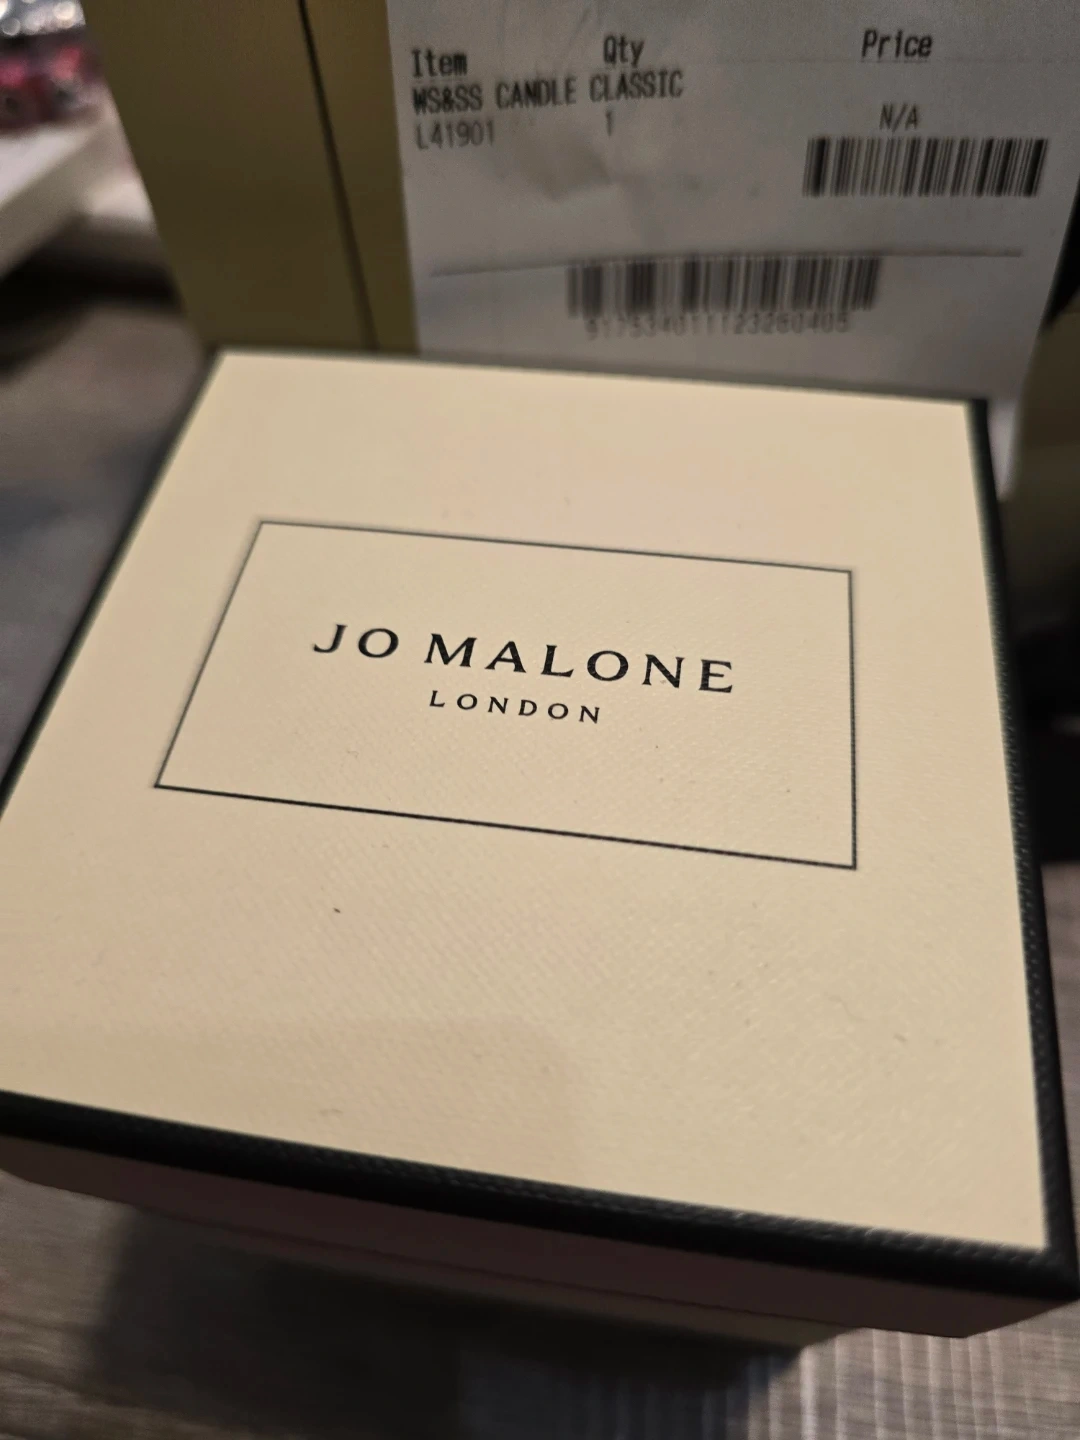 Item Qty Price
WS&SS CANDLE CLASSIC
L41901 1 N/A
JO MALONE
LONDON